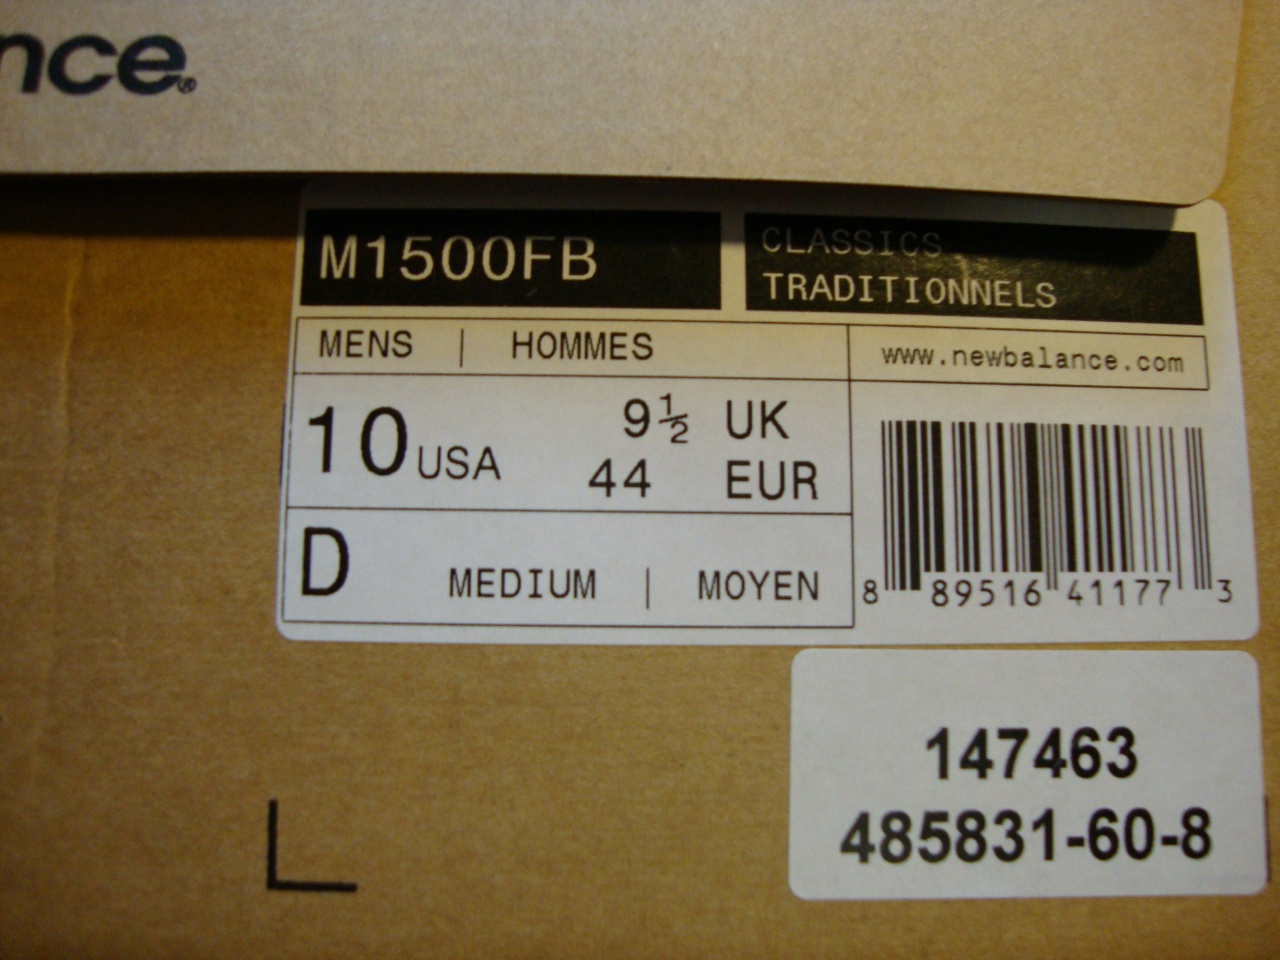 nce®
M1500FB
CLASSICS
TRADITIONNELS
MENS | HOMMES
www.newbalance.com
10 USA
9½ UK
44 EUR
D MEDIUM | MOYEN
8 89516 41177 3
147463
485831-60-8